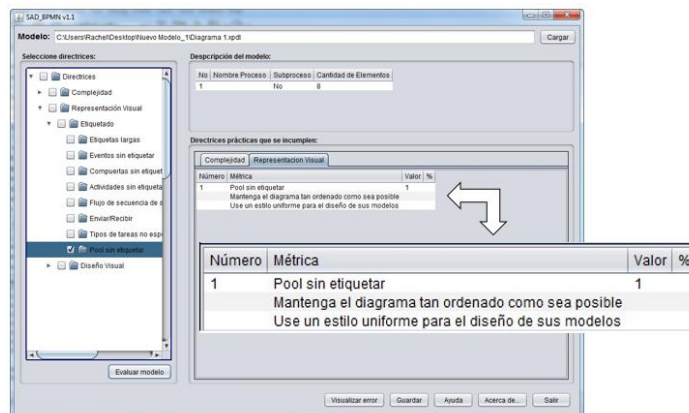 SAD_BPMN v1.1
Modelo: C:\Users\Rachel\Desktop\Nuevo Modelo_1\Diagrama 1.xpdl Cargar
Seleccione directrices:
Directrices
Complejidad
Representación Visual
Etiquetado
Etiquetas largas
Eventos sin etiquetar
Compuertas sin etiquet
Actividades sin etiqueta
Flujo de secuencia de s
Enviar/Recibir
Tipos de tareas no espe
Pool sin etiquetar
Diseño Visual
Evaluar modelo
Despcripción del modelo:
No Nombre Proceso Subproceso Cantidad de Elementos
1 No 8
Directrices prácticas que se incumplen:
Complejidad Representacion Visual
Número Métrica Valor %
1 Pool sin etiquetar 1
Mantenga el diagrama tan ordenado como sea posible
Use un estilo uniforme para el diseño de sus modelos
Número Métrica Valor %
1 Pool sin etiquetar 1
Mantenga el diagrama tan ordenado como sea posible
Use un estilo uniforme para el diseño de sus modelos
Visualizar error Guardar Ayuda Acerca de... Salir